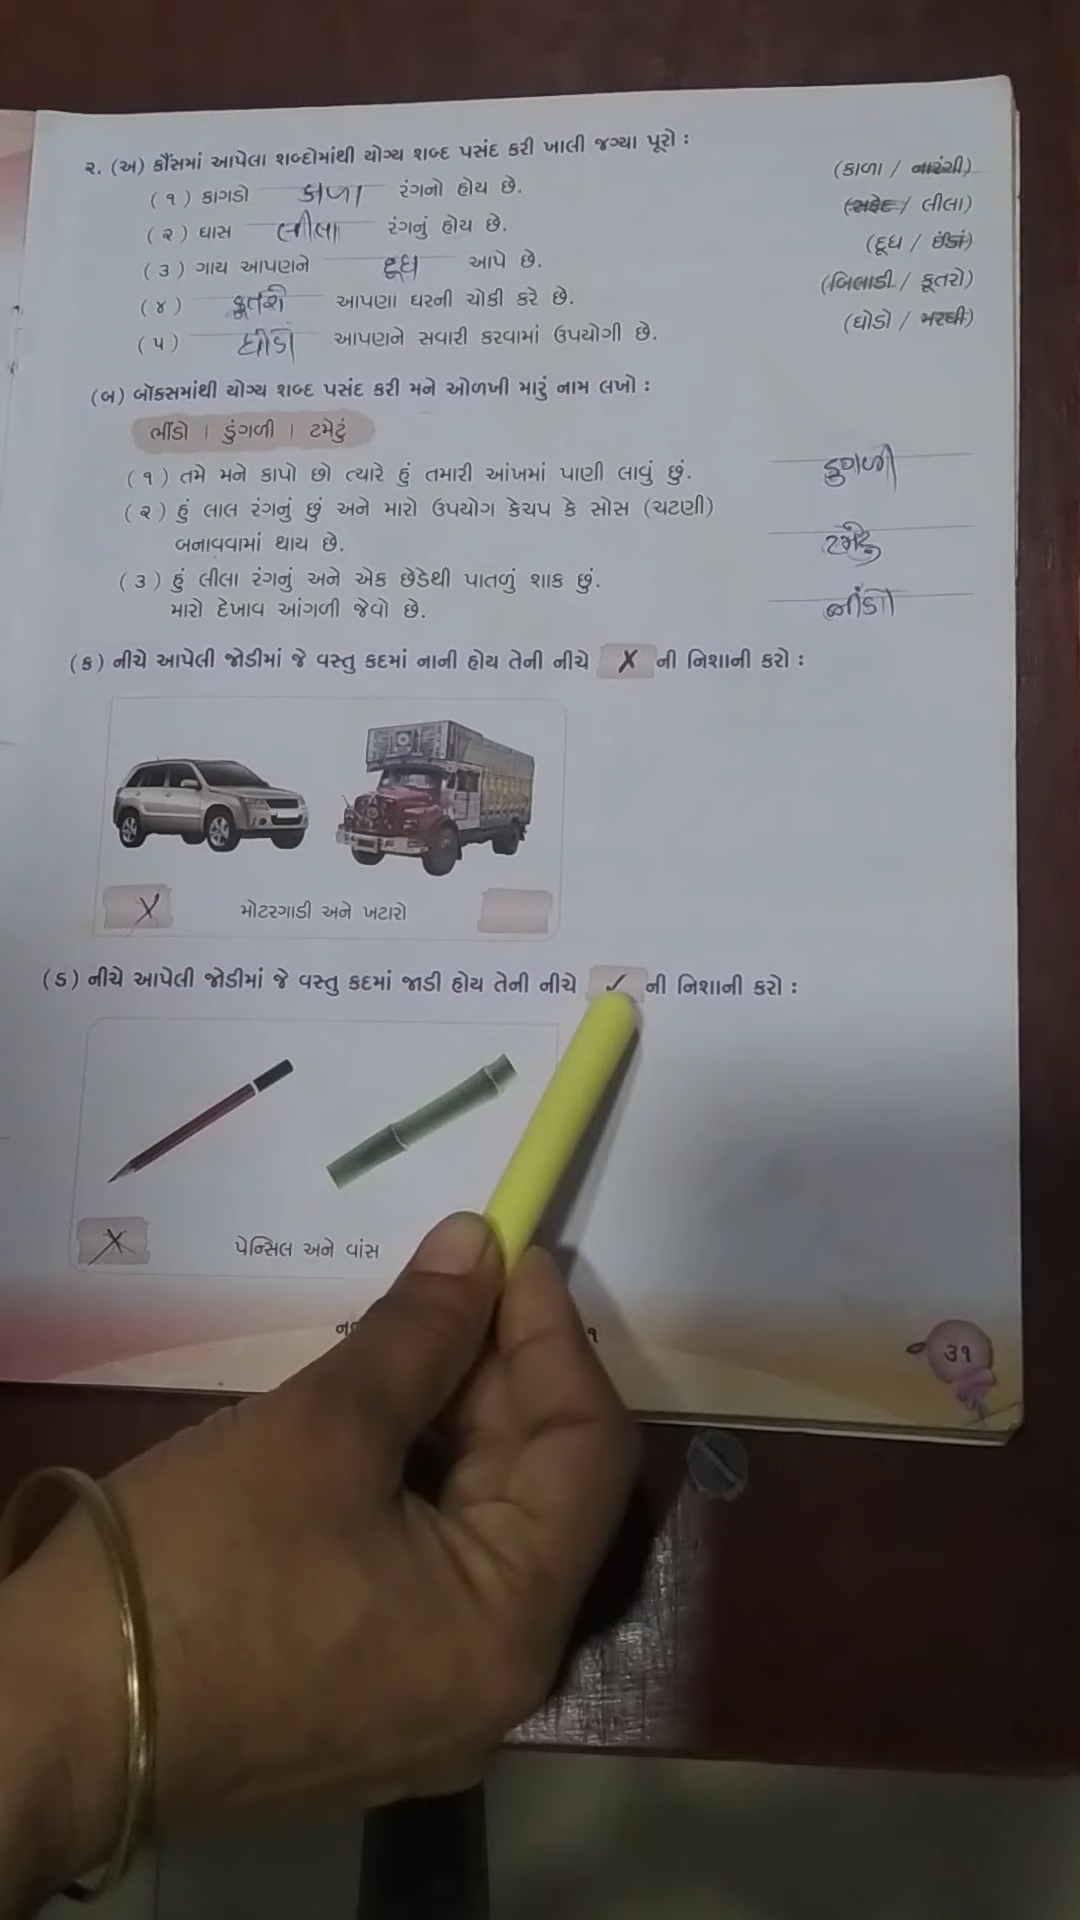 ૨. (અ) કૌંસમાં આપેલા શબ્દોમાંથી યોગ્ય શબ્દ પસંદ કરી ખાલી જગ્યા પૂરો :
(૧) કાગડો કાળા રંગનો હોય છે. (કાળા / નારંગી)
(૨) ઘાસ લીલા રંગનું હોય છે. (સફેદ / લીલા)
(૩) ગાય આપણને દૂધ આપે છે. (દૂધ / ઈંડાં)
(૪) કૂતરો આપણા ઘરની ચોકી કરે છે. (બિલાડી / કૂતરો)
(૫) ઘોડો આપણને સવારી કરવામાં ઉપયોગી છે. (ઘોડો / મરઘી)
(બ) બૉક્સમાંથી યોગ્ય શબ્દ પસંદ કરી મને ઓળખી મારું નામ લખો :
ભીંડો | ડુંગળી | ટમેટું
(૧) તમે મને કાપો છો ત્યારે હું તમારી આંખમાં પાણી લાવું છું. ડુગળી
(૨) હું લાલ રંગનું છું અને મારો ઉપયોગ કેચપ કે સોસ (ચટણી)
બનાવવામાં થાય છે. ટમેટુ
(૩) હું લીલા રંગનું અને એક છેડેથી પાતળું શાક છું.
મારો દેખાવ આંગળી જેવો છે. ભીંડો
(ક) નીચે આપેલી જોડીમાં જે વસ્તુ કદમાં નાની હોય તેની નીચે ✗ ની નિશાની કરો :
✗ મોટરગાડી અને ખટારો
(ડ) નીચે આપેલી જોડીમાં જે વસ્તુ કદમાં જાડી હોય તેની નીચે ✓ ની નિશાની કરો :
✗ પેન્સિલ અને વાંસ
૩૧